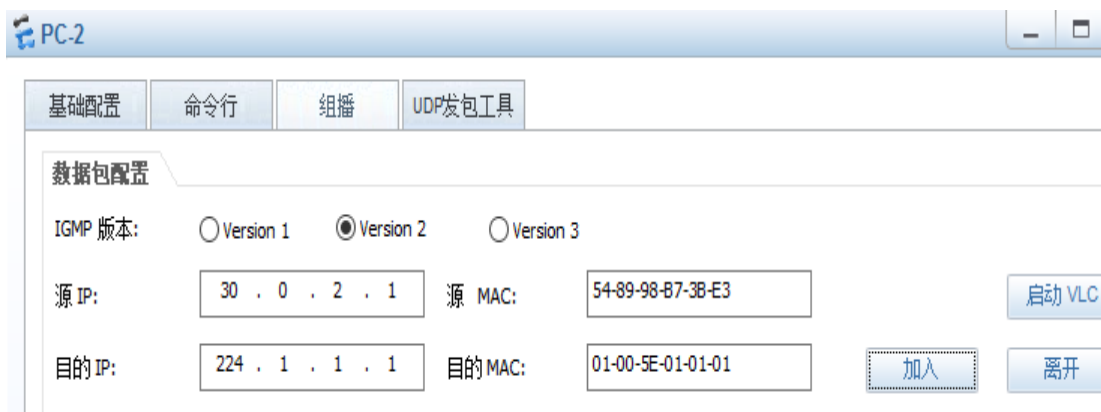 PC-2
基础配置 命令行 组播 UDP发包工具
数据包配置
IGMP 版本: Version 1 Version 2 Version 3
源 IP: 30 . 0 . 2 . 1 源 MAC: 54-89-98-B7-3B-E3 启动 VLC
目的 IP: 224 . 1 . 1 . 1 目的 MAC: 01-00-5E-01-01-01 加入 离开